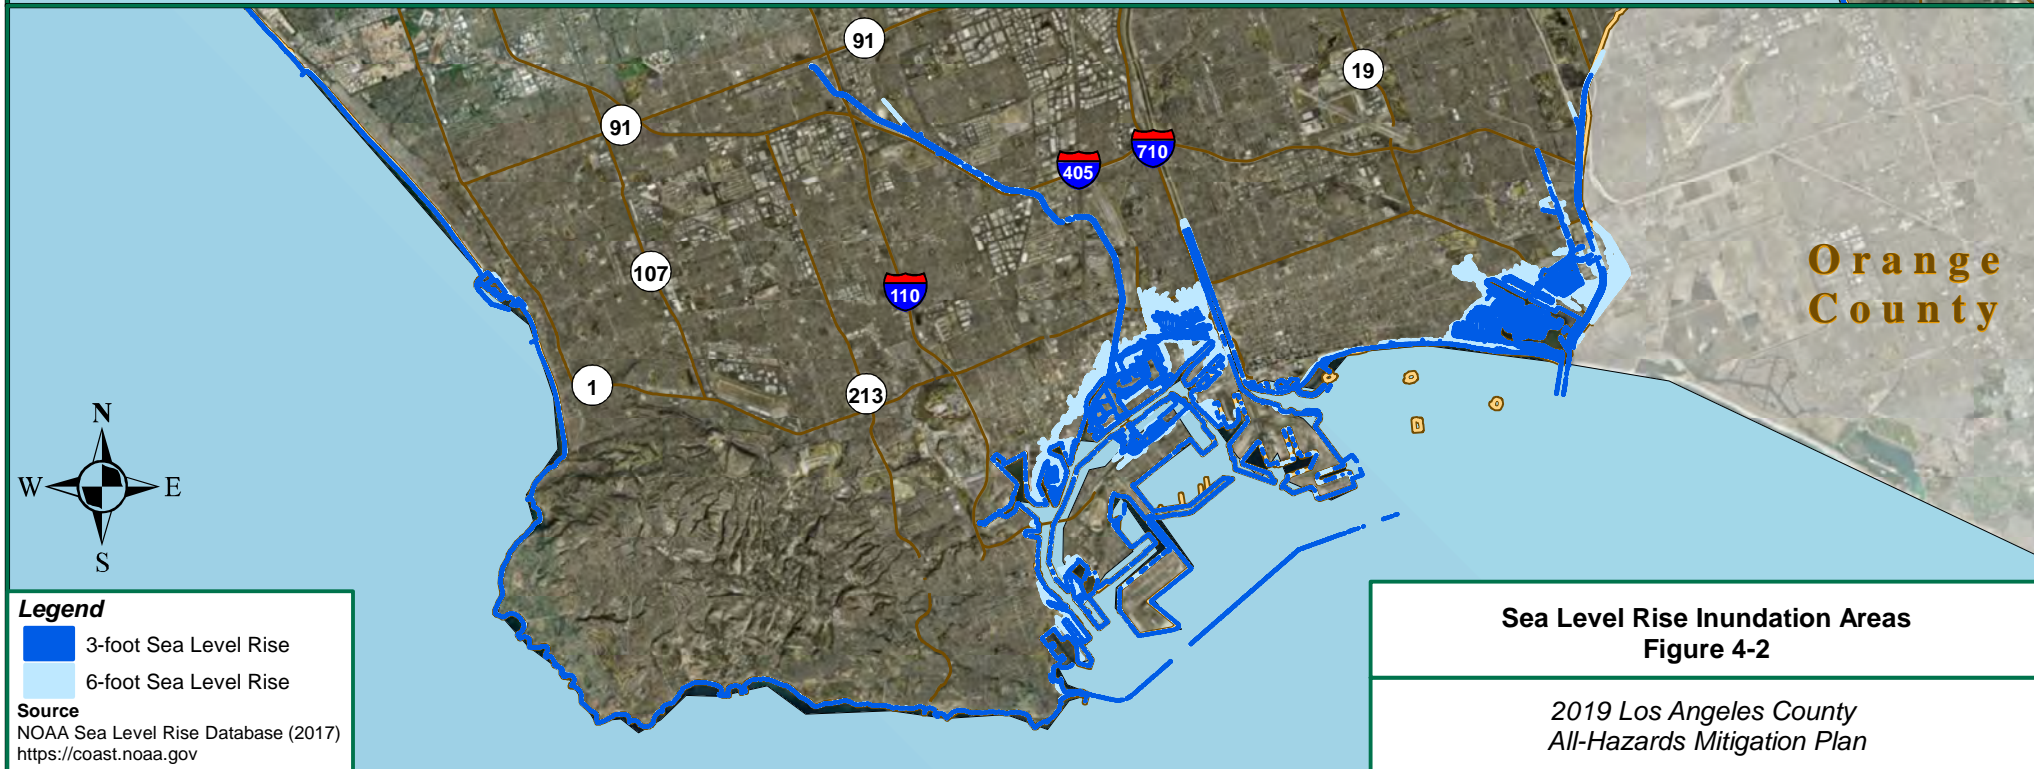 91
19
91
710
405
Orange
County
107
110
1
213
N
W
E
S
Legend
3-foot Sea Level Rise
6-foot Sea Level Rise
Source
NOAA Sea Level Rise Database (2017)
https://coast.noaa.gov
Sea Level Rise Inundation Areas
Figure 4-2
2019 Los Angeles County
All-Hazards Mitigation Plan